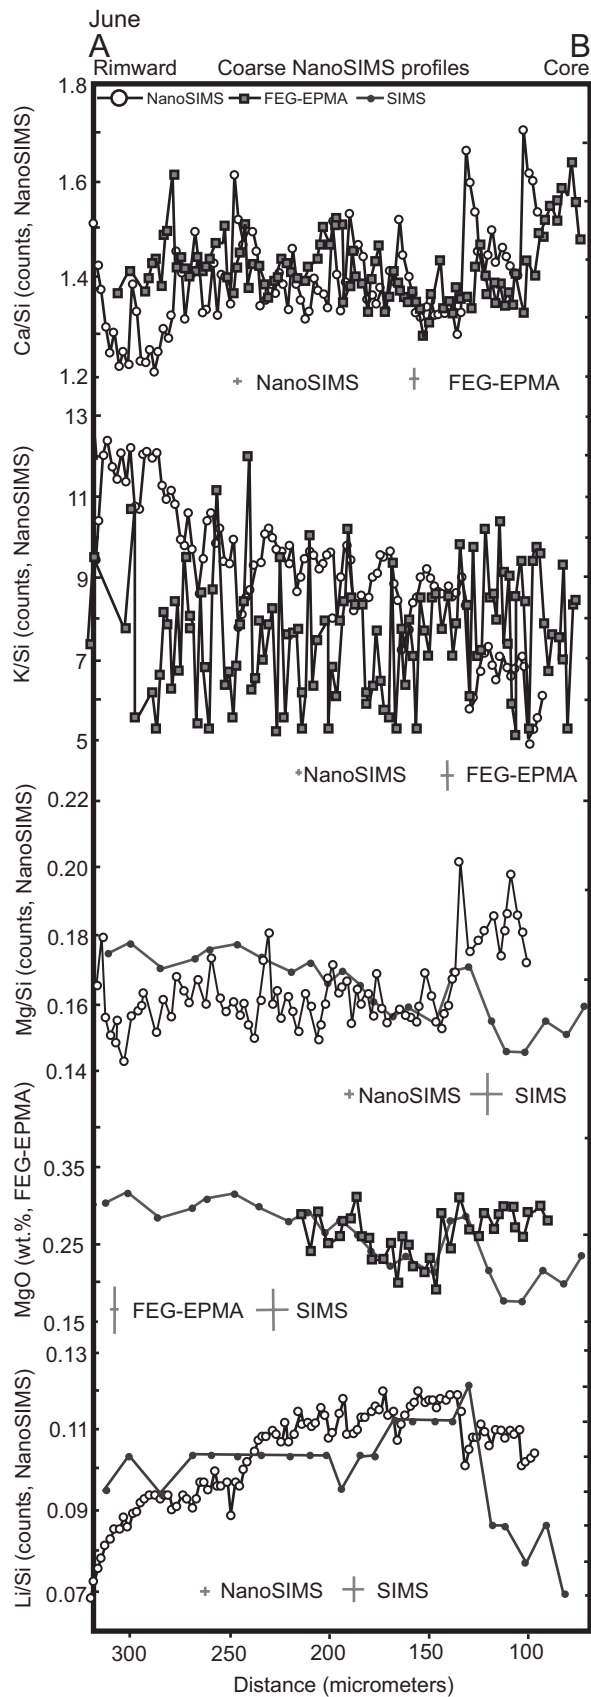 June
A B
Rimward Coarse NanoSIMS profiles Core
NanoSIMS FEG-EPMA SIMS
Ca/Si (counts, NanoSIMS)
1.8
1.6
1.4
1.2
NanoSIMS FEG-EPMA
K/Si (counts, NanoSIMS)
13
11
9
7
5
NanoSIMS FEG-EPMA
Mg/Si (counts, NanoSIMS)
0.22
0.20
0.18
0.16
0.14
NanoSIMS SIMS
MgO (wt.%, FEG-EPMA)
0.35
0.25
0.15
FEG-EPMA SIMS
Li/Si (counts, NanoSIMS)
0.13
0.11
0.09
0.07
NanoSIMS SIMS
300 250 200 150 100
Distance (micrometers)